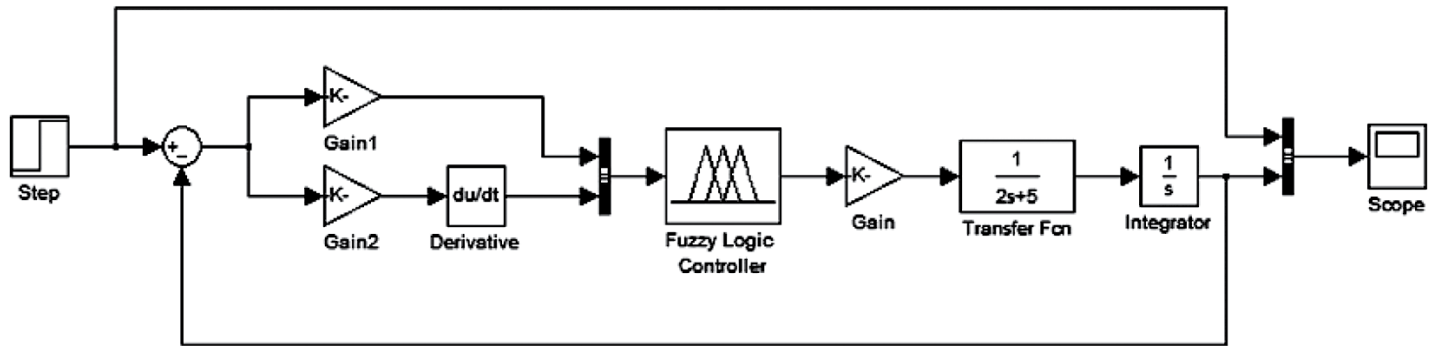 Step
+
-
-K-
Gain1
-K-
Gain2
du/dt
Derivative
Fuzzy Logic
Controller
-K-
Gain
1
2s+5
Transfer Fcn
1
s
Integrator
Scope